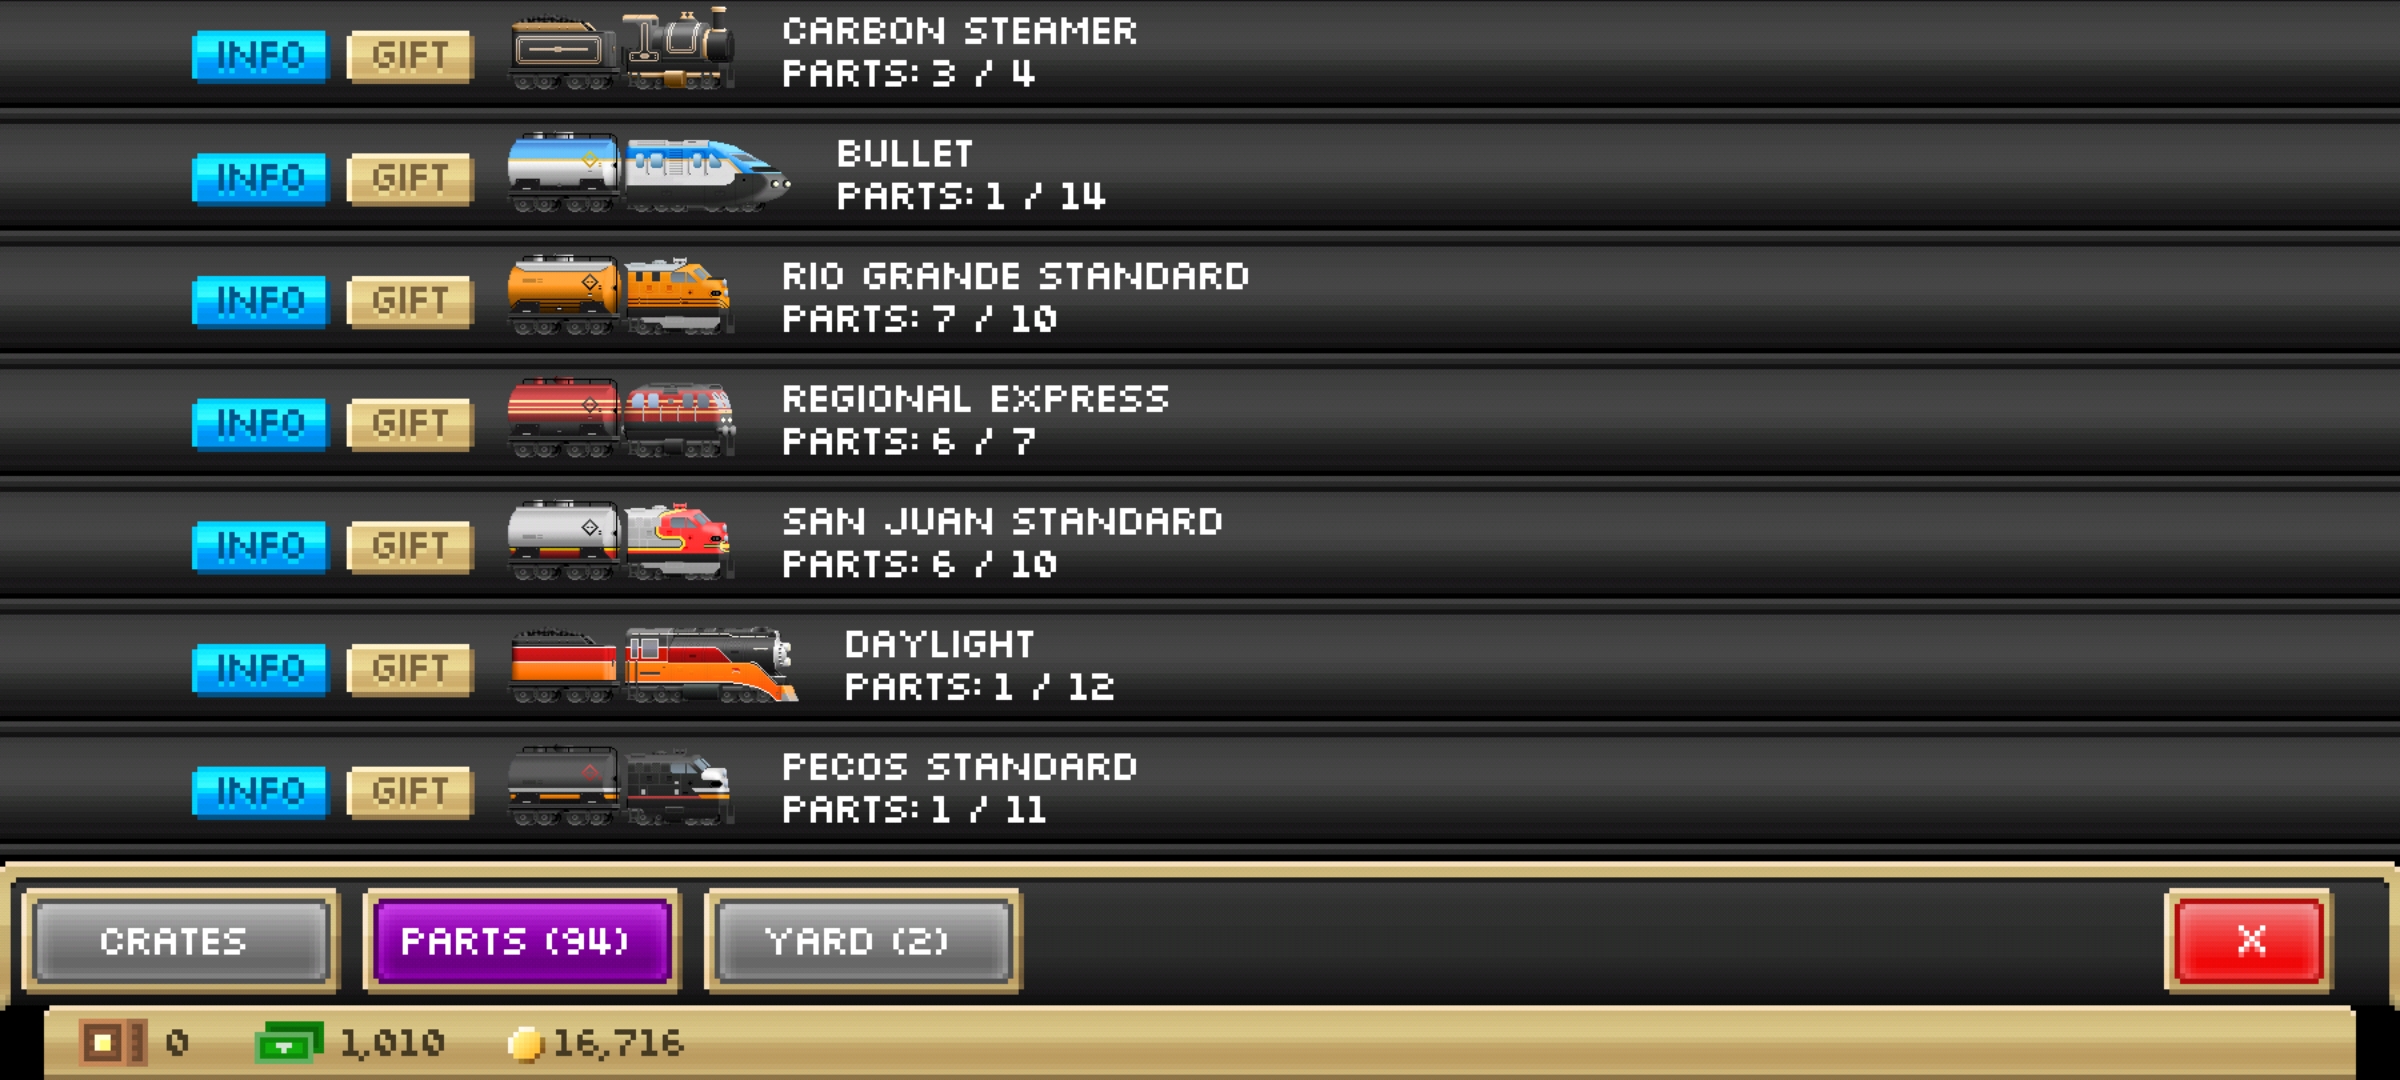 INFO GIFT CARBON STEAMER
PARTS: 3 / 4
INFO GIFT BULLET
PARTS: 1 / 14
INFO GIFT RIO GRANDE STANDARD
PARTS: 7 / 10
INFO GIFT REGIONAL EXPRESS
PARTS: 6 / 7
INFO GIFT SAN JUAN STANDARD
PARTS: 6 / 10
INFO GIFT DAYLIGHT
PARTS: 1 / 12
INFO GIFT PECOS STANDARD
PARTS: 1 / 11
CRATES PARTS (94) YARD (2) X
0 1,010 16,716